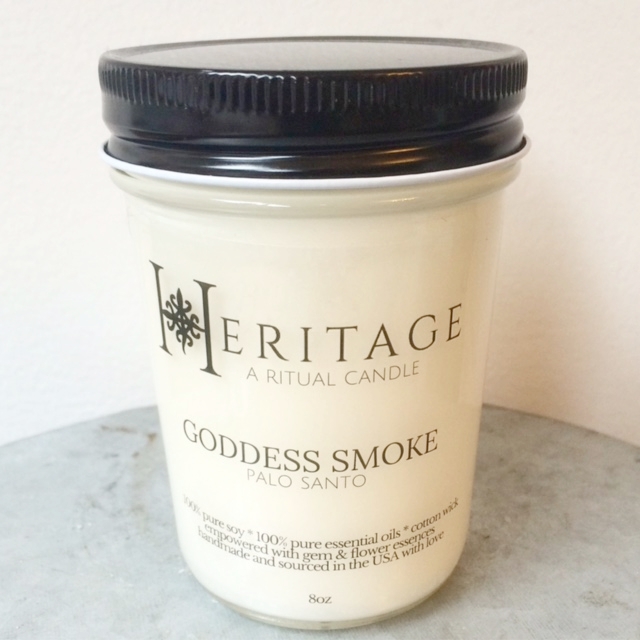 HERITAGE
A RITUAL CANDLE
GODDESS SMOKE
PALO SANTO
100% pure soy * 100% pure essential oils * cotton wick
empowered with gem & flower essences
handmade and sourced in the USA with love
8oz